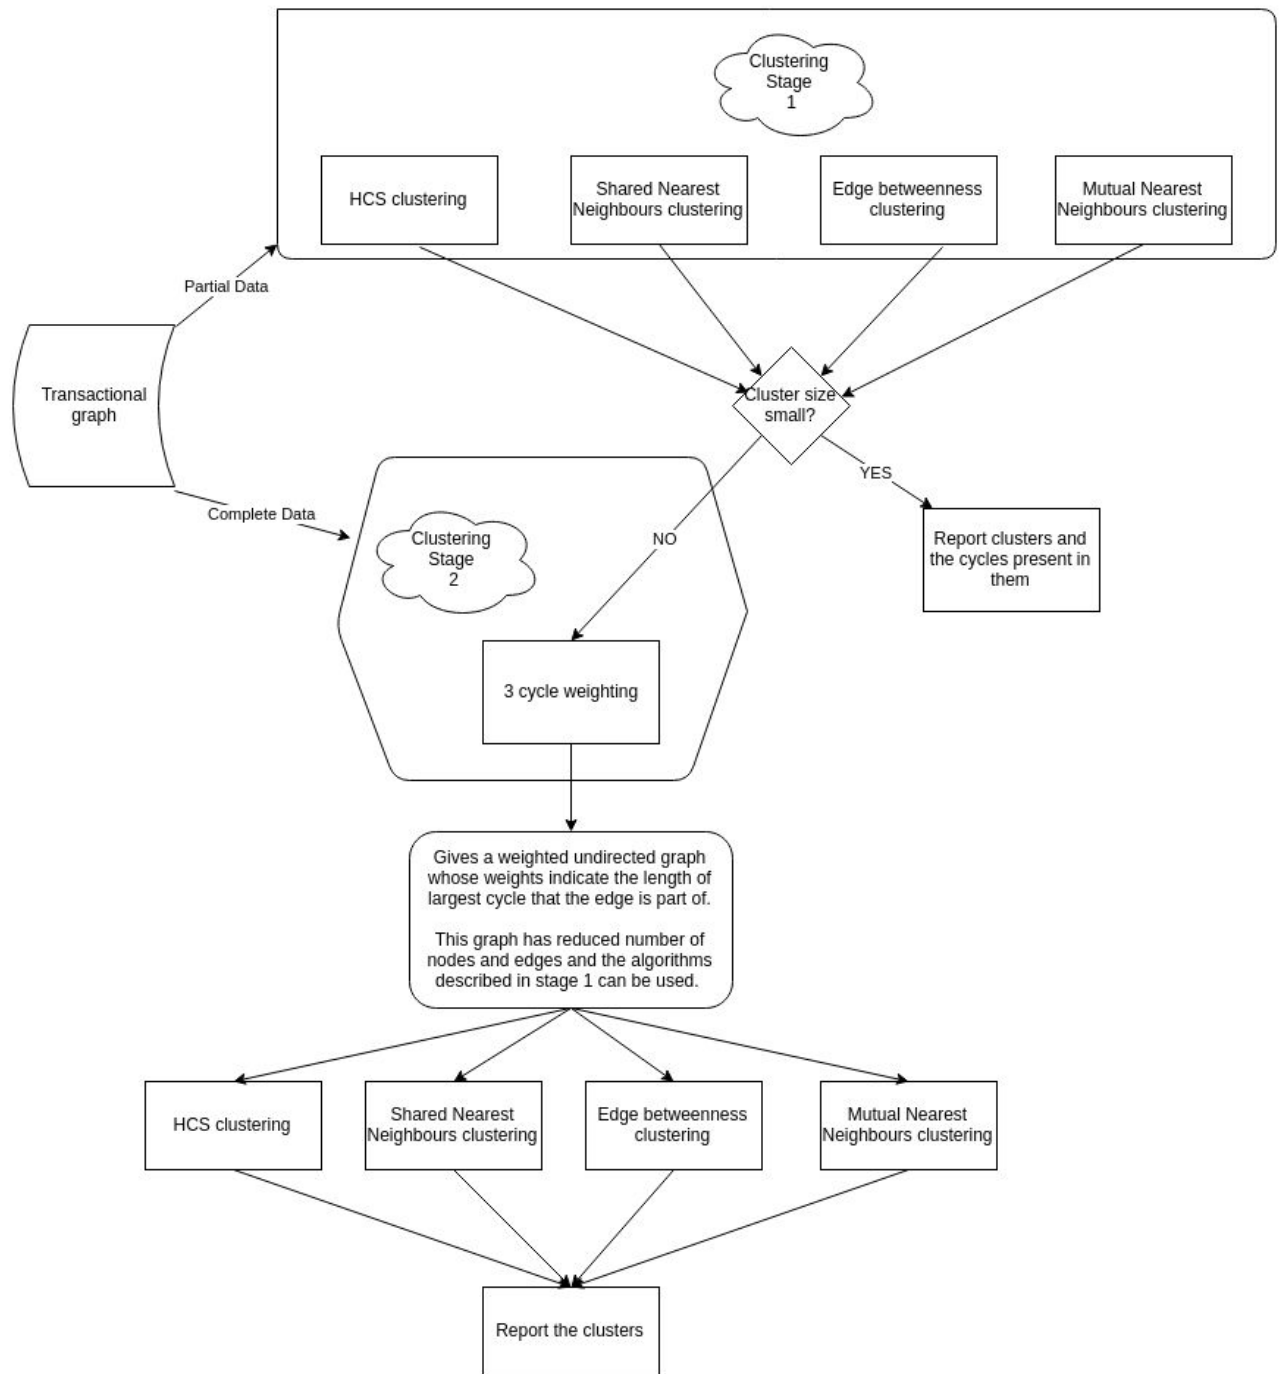 Clustering
Stage
1
HCS clustering
Shared Nearest
Neighbours clustering
Edge betweenness
clustering
Mutual Nearest
Neighbours clustering
Partial Data
Transactional
graph
Cluster size
small?
YES
Complete Data
Clustering
Stage
2
NO
Report clusters and
the cycles present in
them
3 cycle weighting
Gives a weighted undirected graph
whose weights indicate the length of
largest cycle that the edge is part of.
This graph has reduced number of
nodes and edges and the algorithms
described in stage 1 can be used.
HCS clustering
Shared Nearest
Neighbours clustering
Edge betweenness
clustering
Mutual Nearest
Neighbours clustering
Report the clusters